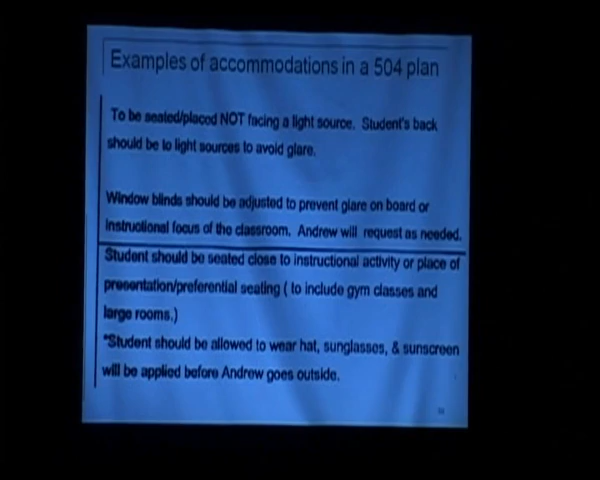 Examples of accommodations in a 504 plan
To be seated/placed NOT facing a light source. Student's back
should be to light sources to avoid glare.
Window blinds should be adjusted to prevent glare on board or
instructional focus of the classroom. Andrew will request as needed.
Student should be seated close to instructional activity or place of
presentation/preferential seating ( to include gym classes and
large rooms.)
*Student should be allowed to wear hat, sunglasses, & sunscreen
will be applied before Andrew goes outside.